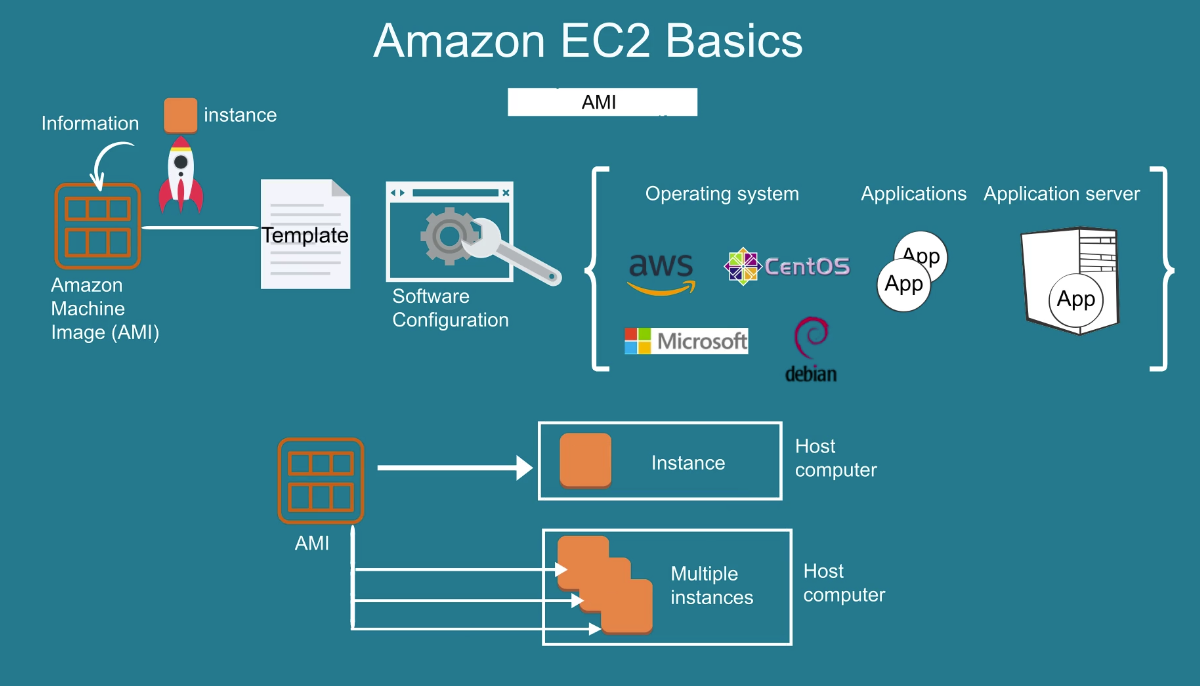 Amazon EC2 Basics
AMI
Information
instance
Amazon
Machine
Image (AMI)
Template
Software
Configuration
Operating system
Applications
Application server
aws
CentOS
Microsoft
debian
App
App
App
AMI
Instance
Host
computer
Multiple
instances
Host
computer